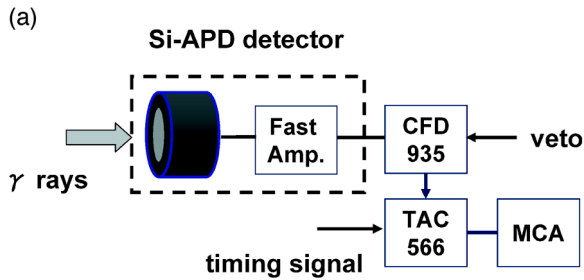 (a)
Si-APD detector
γ rays
Fast
Amp.
CFD
935
veto
timing signal
TAC
566
MCA